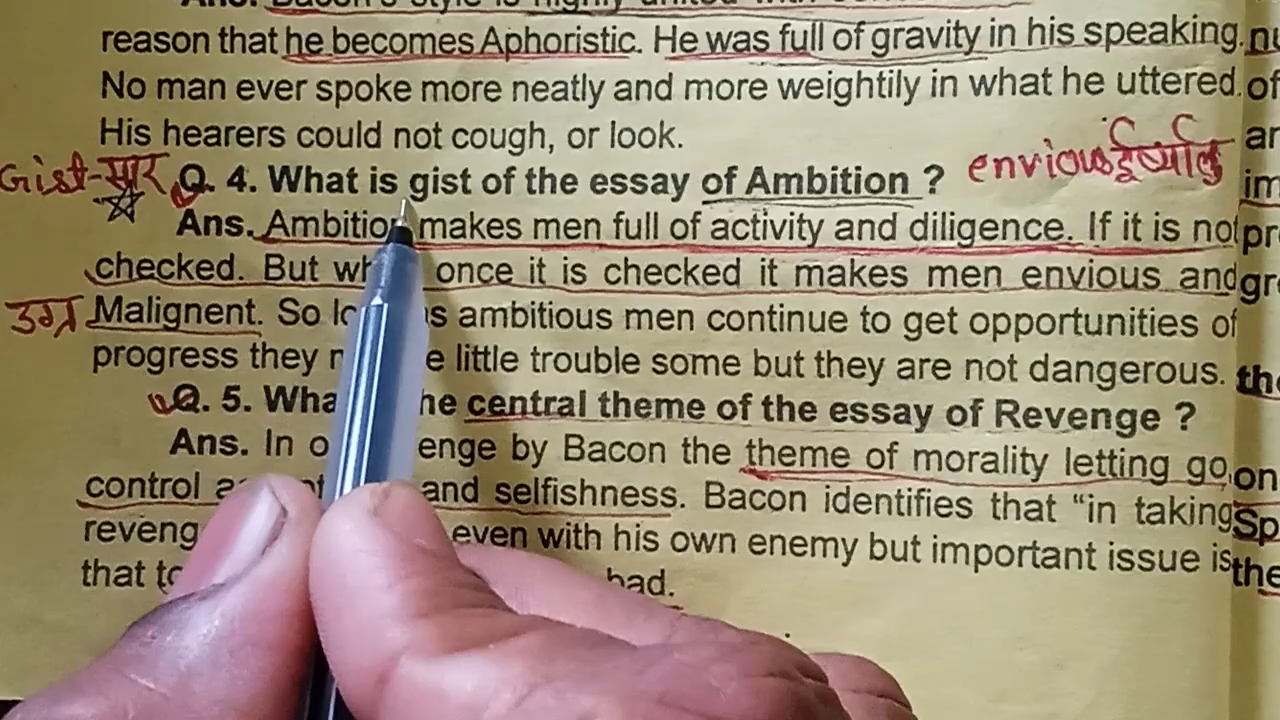 reason that he becomes Aphoristic. He was full of gravity in his speaking.
No man ever spoke more neatly and more weightily in what he uttered.
His hearers could not cough, or look.
Gist-सार Q. 4. What is gist of the essay of Ambition ? envious ईर्ष्यालु
Ans. Ambition makes men full of activity and diligence. If it is not
checked. But once it is checked it makes men envious and
उग्र Malignent. So ambitious men continue to get opportunities of
progress they little trouble some but they are not dangerous. the
Q. 5. central theme of the essay of Revenge ?
Ans. In by Bacon the theme of morality letting go, on
control and selfishness. Bacon identifies that “in taking
even with his own enemy but important issue is the
that bad.